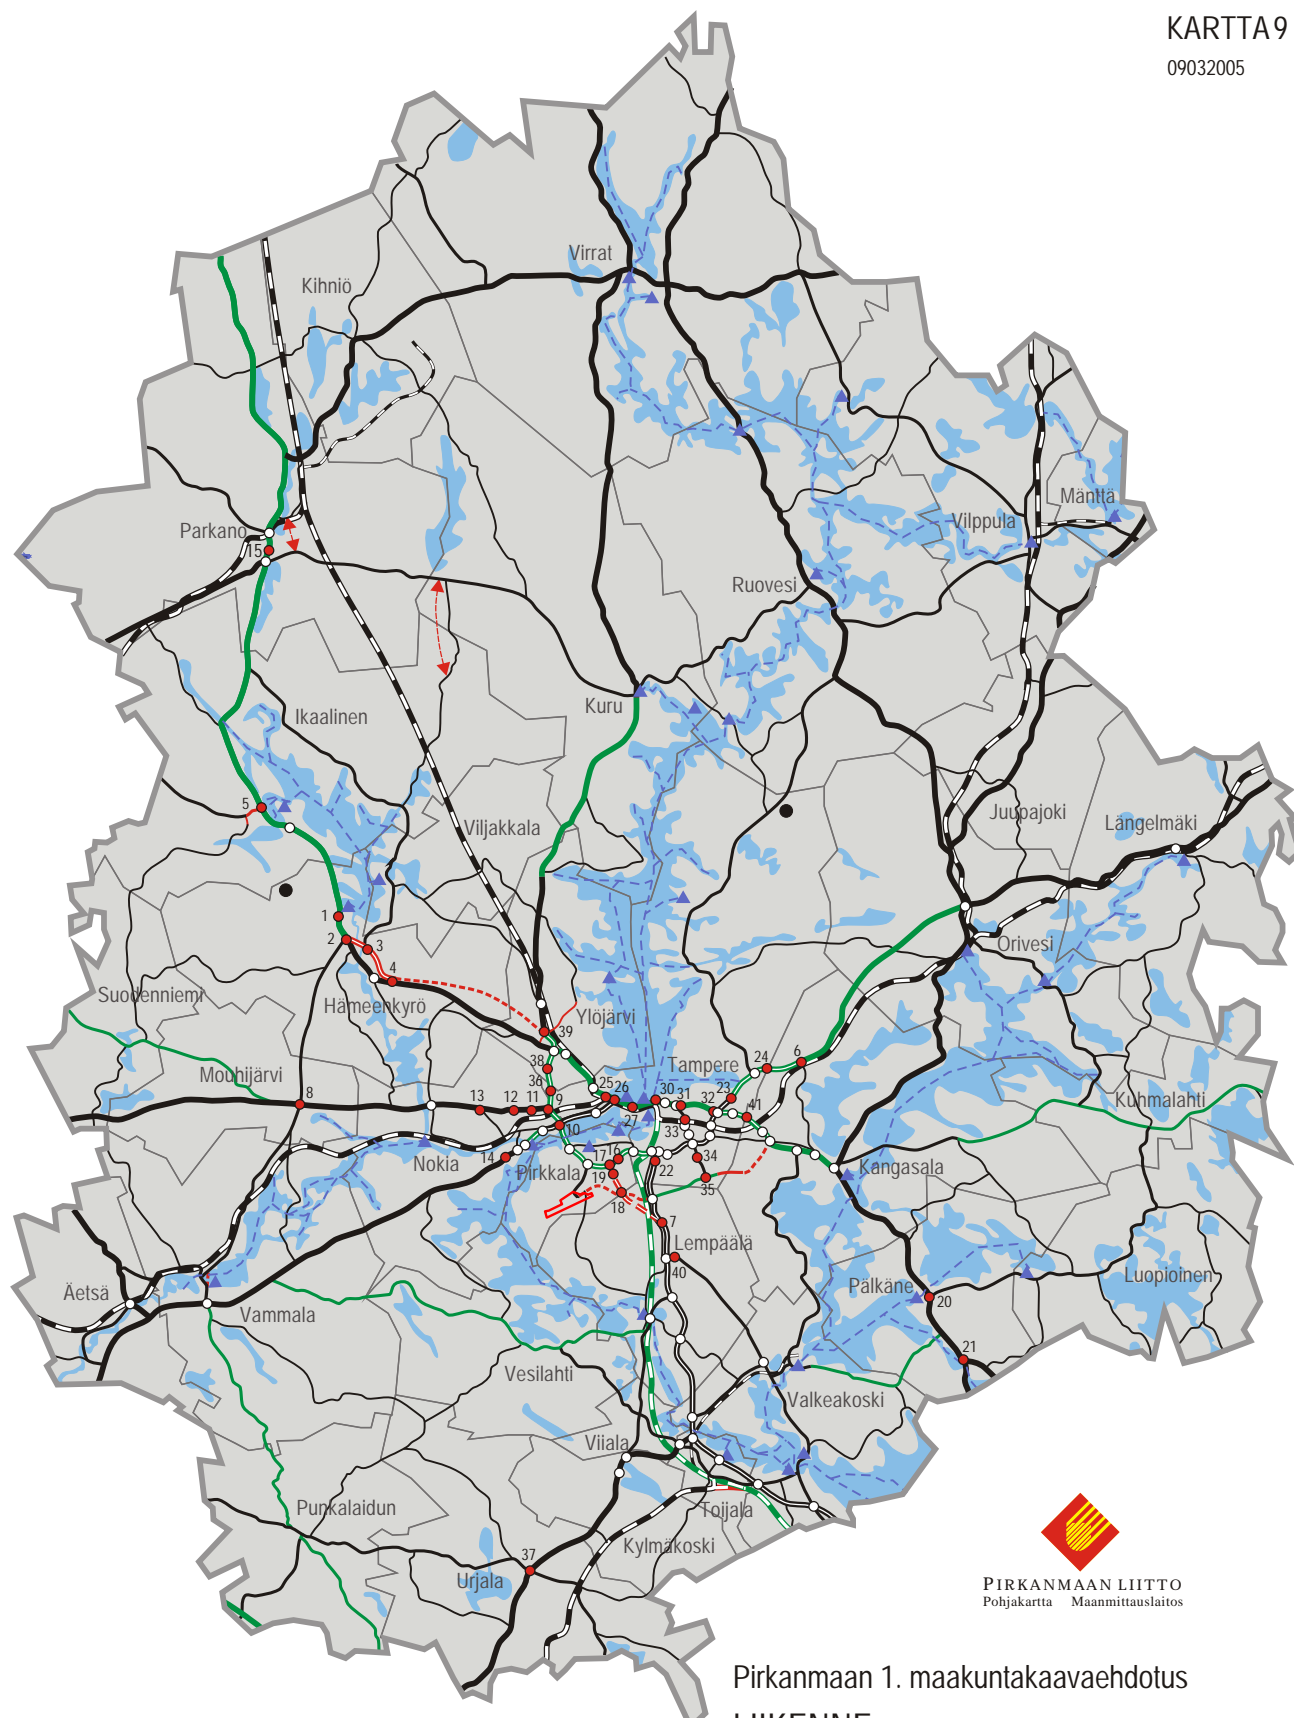 KARTTA 9
09032005
Virrat
Kihniö
Mänttä
Vilppula
Parkano
15
Ruovesi
Kuru
Ikaalinen
5
Viljakkala
Juupajoki
Längelmäki
1
2
3
4
Orivesi
Suodenniemi
Hämeenkyrö
Ylöjärvi
39
38
Tampere
24
6
Mouhijärvi
36
25
26
30
31
23
8
13
12
11
9
32
41
Kuhmalahti
10
27
33
14
Nokia
Pirkkala
17
16
22
34
Kangasala
19
35
18
7
Lempäälä
40
Luopioinen
Äetsä
Pälkäne
20
Vammala
21
Vesilahti
Valkeakoski
Viiala
Punkalaidun
Toijala
Kylmäkoski
37
Urjala
PIRKANMAAN LIITTO
Pohjakartta Maanmittauslaitos
Pirkanmaan 1. maakuntakaavaehdotus
LIIKENNE